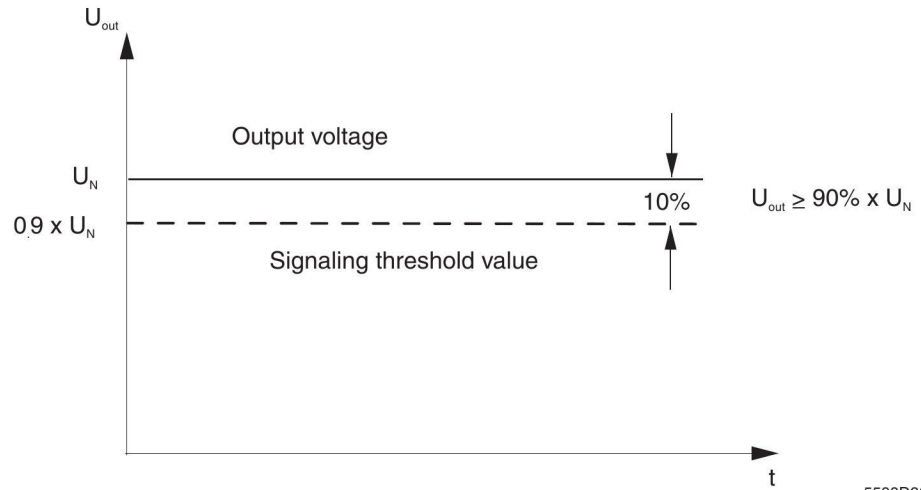 U_out
Output voltage
U_N
10%
U_out ≥ 90% x U_N
0.9 x U_N
Signaling threshold value
t